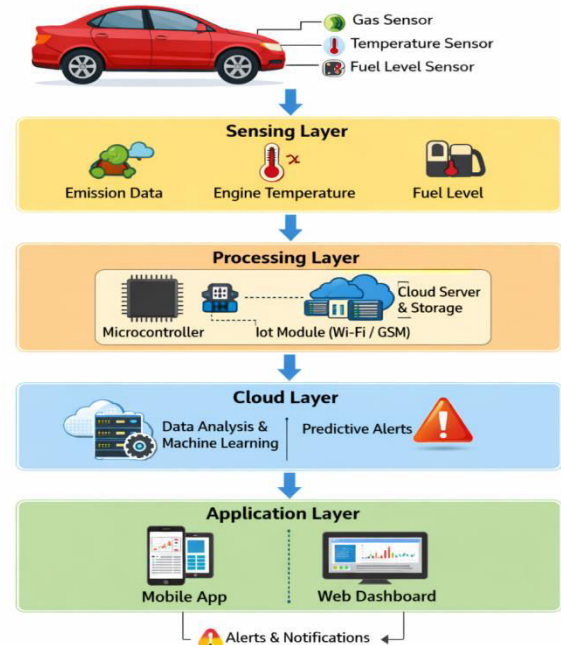 Gas Sensor
Temperature Sensor
Fuel Level Sensor
Sensing Layer
Emission Data
Engine Temperature
Fuel Level
Processing Layer
Microcontroller
Iot Module (Wi-Fi / GSM)
Cloud Server
& Storage
Cloud Layer
Data Analysis &
Machine Learning
Predictive Alerts
Application Layer
Mobile App
Web Dashboard
Alerts & Notifications